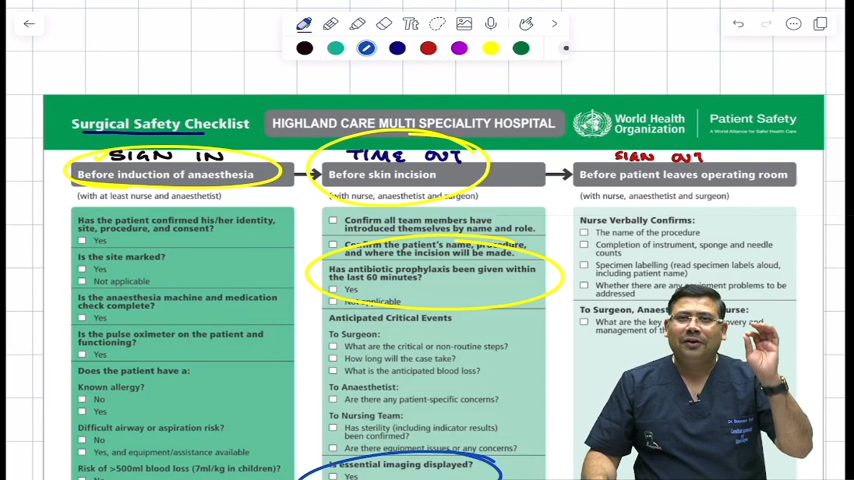 Tt
Surgical Safety Checklist
HIGHLAND CARE MULTI SPECIALITY HOSPITAL
World Health
Organization
Patient Safety
A World Alliance for Safer Health Care
SIGN IN
TIME OUT
SIGN OUT
Before induction of anaesthesia
Before skin incision
Before patient leaves operating room
(with at least nurse and anaesthetist)
(with nurse, anaesthetist and surgeon)
(with nurse, anaesthetist and surgeon)
Has the patient confirmed his/her identity,
site, procedure, and consent?
Yes
Is the site marked?
Yes
Not applicable
Is the anaesthesia machine and medication
check complete?
Yes
Is the pulse oximeter on the patient and
functioning?
Yes
Does the patient have a:
Known allergy?
No
Yes
Difficult airway or aspiration risk?
No
Yes, and equipment/assistance available
Risk of >500ml blood loss (7ml/kg in children)?
Confirm all team members have
introduced themselves by name and role.
Confirm the patient's name, procedure,
and where the incision will be made.
Has antibiotic prophylaxis been given within
the last 60 minutes?
Yes
Not applicable
Anticipated Critical Events
To Surgeon:
What are the critical or non-routine steps?
How long will the case take?
What is the anticipated blood loss?
To Anaesthetist:
Are there any patient-specific concerns?
To Nursing Team:
Has sterility (including indicator results)
been confirmed?
Are there equipment issues or any concerns?
Is essential imaging displayed?
Yes
Nurse Verbally Confirms:
The name of the procedure
Completion of instrument, sponge and needle
counts
Specimen labelling (read specimen labels aloud,
including patient name)
Whether there are any equipment problems to be
addressed
To Surgeon, Anaes Nurse:
What are the key overy and
management of th